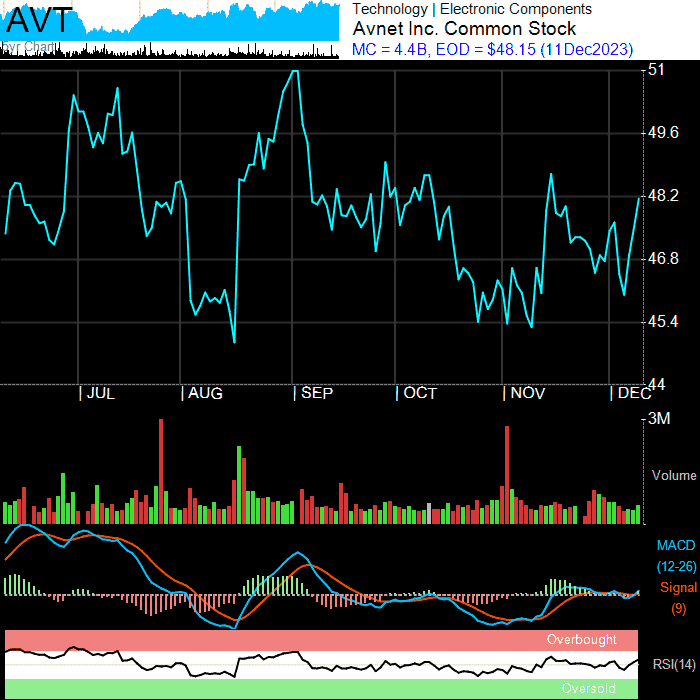 AVT
5yr Chart
Technology | Electronic Components
Avnet Inc. Common Stock
MC = 4.4B, EOD = $48.15 (11Dec2023)
51
49.6
48.2
46.8
45.4
44
| JUL | AUG | SEP | OCT | NOV | DEC
3M
Volume
MACD
(12-26)
Signal
(9)
Overbought
RSI(14)
Oversold